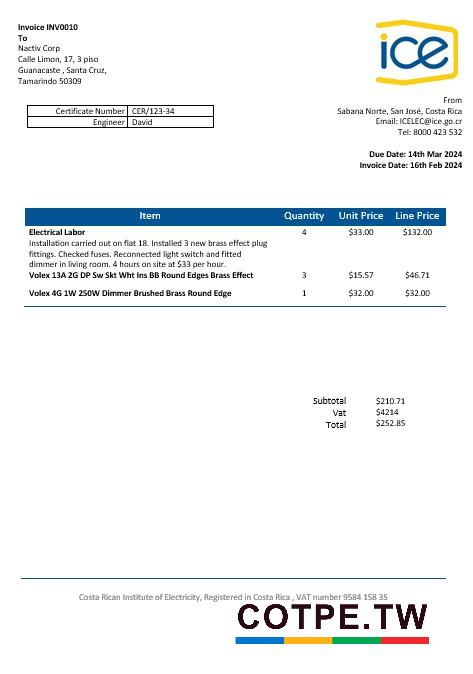 Invoice INV0010
To
Nactiv Corp
Calle Limon, 17, 3 piso
Guanacaste , Santa Cruz,
Tamarindo 50309
ice
Certificate Number CER/123-34
Engineer David
From
Sabana Norte, San José, Costa Rica
Email: ICELEC@ice.go.cr
Tel: 8000 423 532
Due Date: 14th Mar 2024
Invoice Date: 16th Feb 2024
Item Quantity Unit Price Line Price
Electrical Labor 4 $33.00 $132.00
Installation carried out on flat 18. Installed 3 new brass effect plug
fittings. Checked fuses. Reconnected light switch and fitted
dimmer in living room. 4 hours on site at $33 per hour.
Volex 13A 2G DP Sw Skt Wht Ins BB Round Edges Brass Effect 3 $15.57 $46.71
Volex 4G 1W 250W Dimmer Brushed Brass Round Edge 1 $32.00 $32.00
Subtotal $210.71
Vat $4214
Total $252.85
Costa Rican Institute of Electricity, Registered in Costa Rica , VAT number 9584 158 35
COTPE.TW